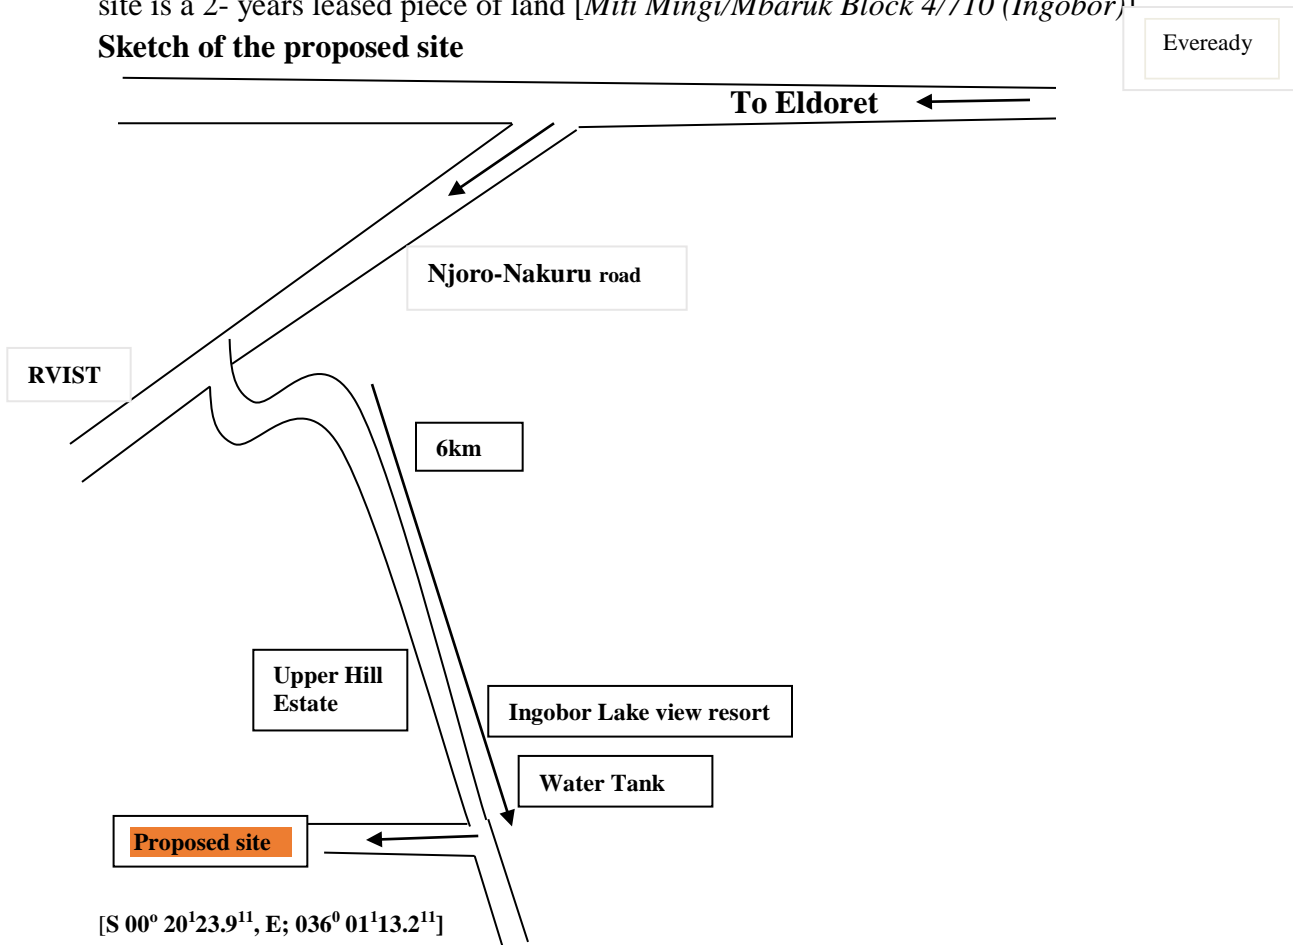 site is a 2- years leased piece of land [Miti Mingi/Mbaruk Block 4/710 (Ingobor)]
Eveready
Sketch of the proposed site
To Eldoret
Njoro-Nakuru road
RVIST
6km
Upper Hill
Estate
Ingobor Lake view resort
Water Tank
Proposed site
[S 00º 20¹23.9¹¹, E; 036⁰ 01¹13.2¹¹]